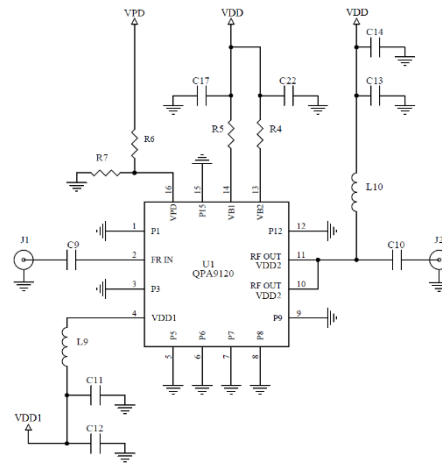 VPD
VDD
VDD
C14
C17
C22
C13
R6
R5
R4
R7
L10
16
15
14
13
VPD
P15
VB1
VB2
1
P1
P12
12
J1
C9
2
FR IN
U1
QPA9120
RF OUT
VDD2
11
C10
J2
3
P3
RF OUT
VDD2
10
4
VDD1
P9
9
P5
P6
P7
P8
5
6
7
8
L9
C11
VDD1
C12